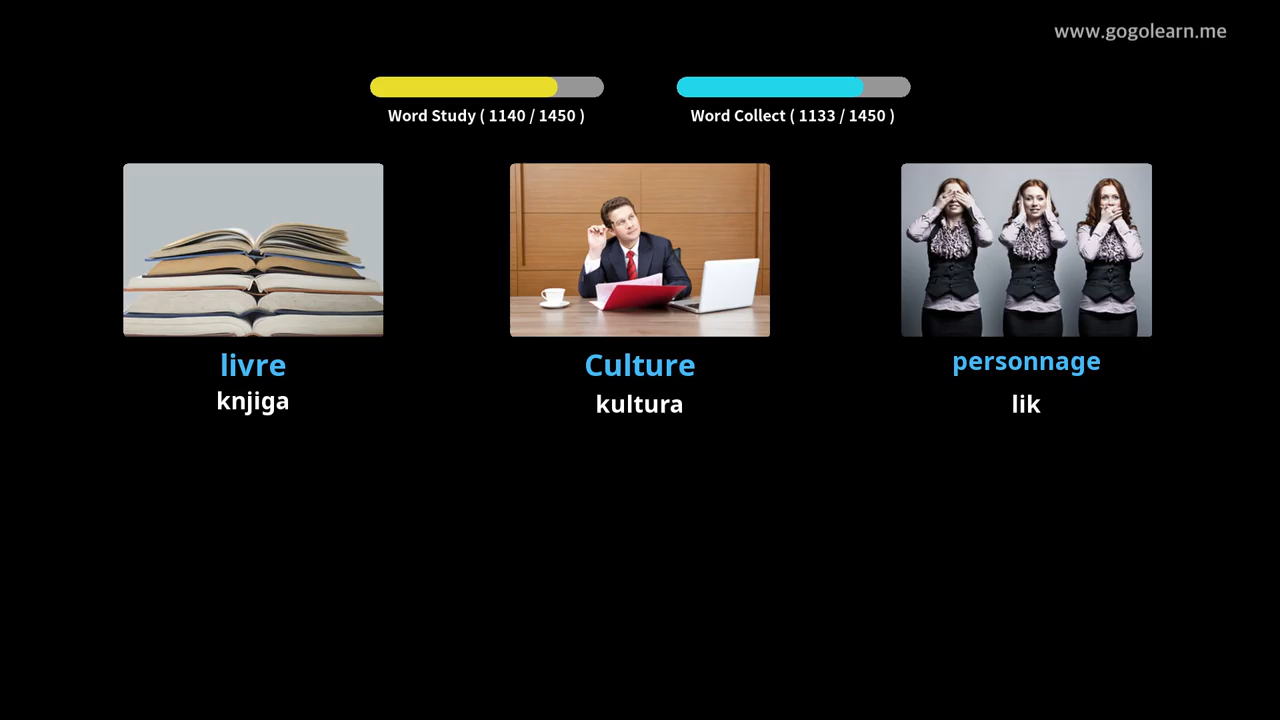 www.gogolearn.me
Word Study ( 1140 / 1450 )
Word Collect ( 1133 / 1450 )
livre
knjiga
Culture
kultura
personnage
lik